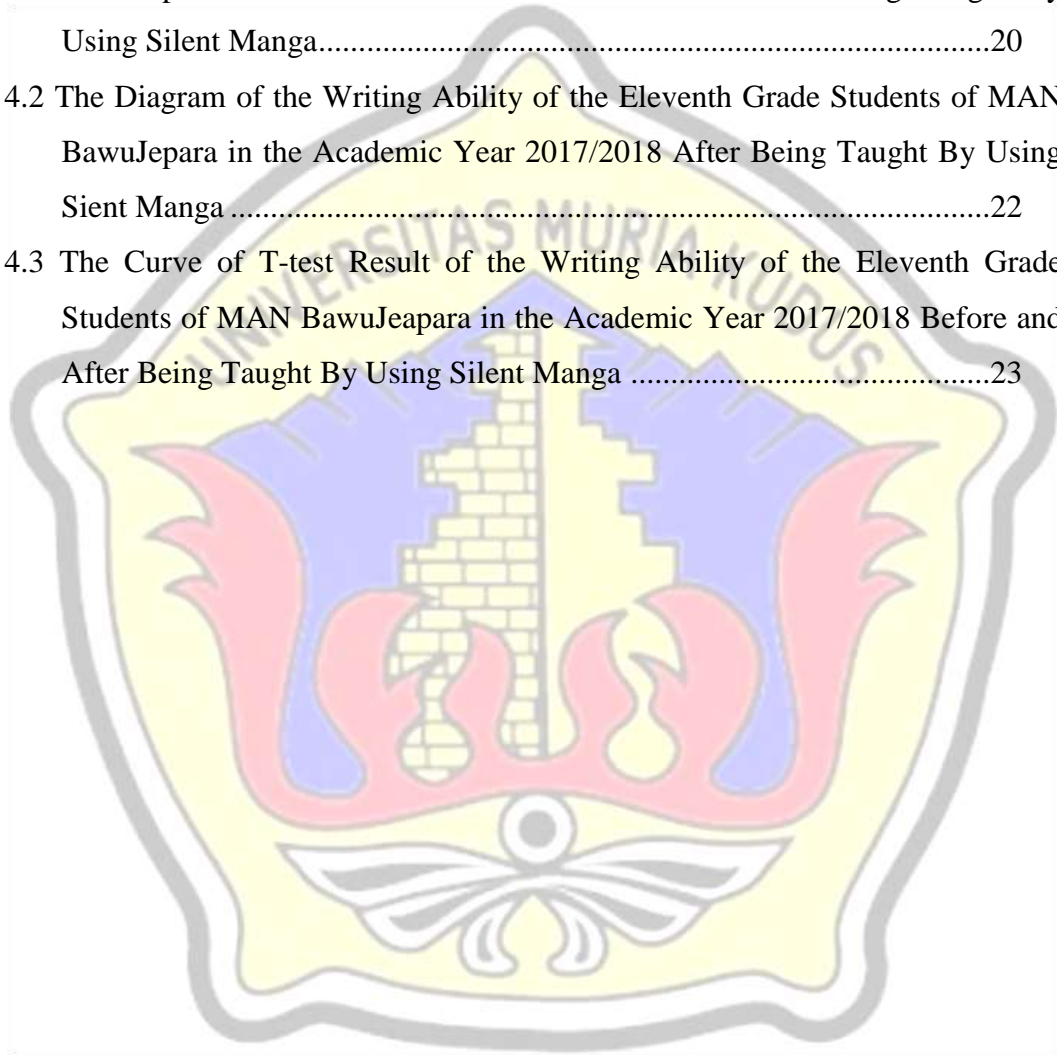 Using Silent Manga....................................................................................20
4.2 The Diagram of the Writing Ability of the Eleventh Grade Students of MAN
BawuJepara in the Academic Year 2017/2018 After Being Taught By Using
Sient Manga ...............................................................................................22
4.3 The Curve of T-test Result of the Writing Ability of the Eleventh Grade
Students of MAN BawuJeapara in the Academic Year 2017/2018 Before and
After Being Taught By Using Silent Manga .............................................23
UNIVERSITAS MURIA KUDUS